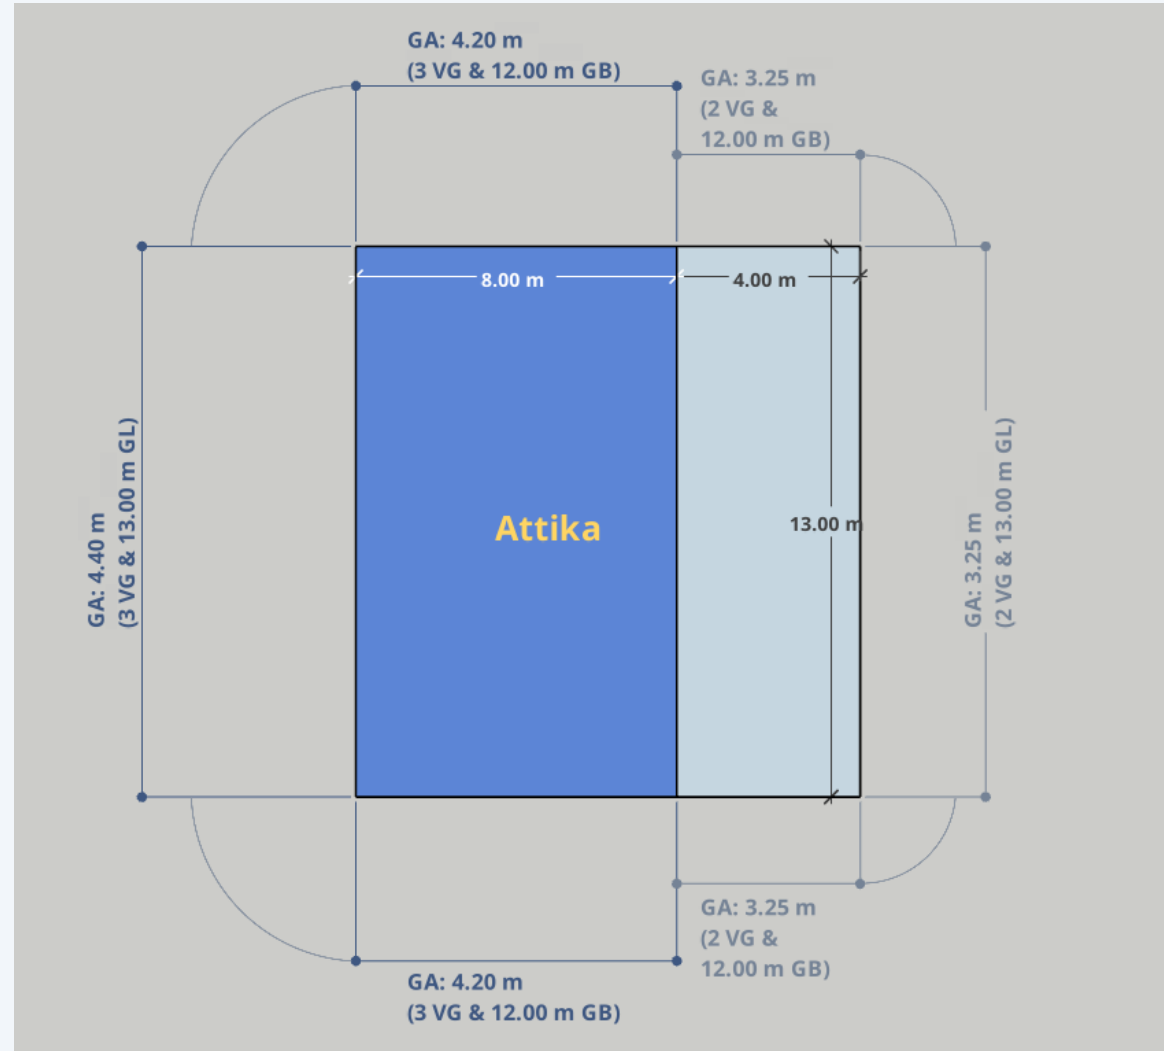 GA: 4.20 m
(3 VG & 12.00 m GB)
GA: 3.25 m
(2 VG &
12.00 m GB)
8.00 m
4.00 m
GA: 4.40 m
(3 VG & 13.00 m GL)
Attika
13.00 m
GA: 3.25 m
(2 VG & 13.00 m GL)
GA: 3.25 m
(2 VG &
12.00 m GB)
GA: 4.20 m
(3 VG & 12.00 m GB)